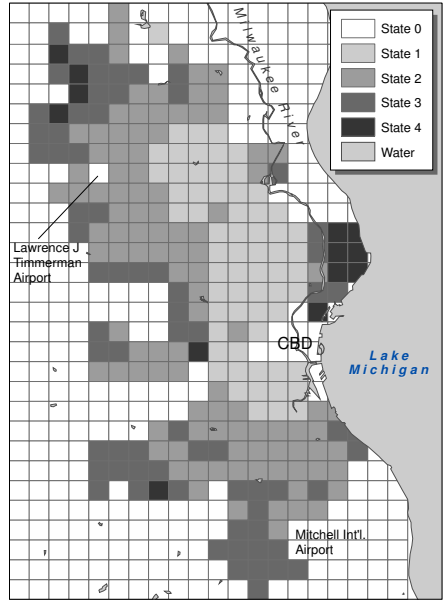 Milwaukee River
State 0
State 1
State 2
State 3
State 4
Water
Lawrence J
Timmerman
Airport
CBD
Lake
Michigan
Mitchell Int'l.
Airport